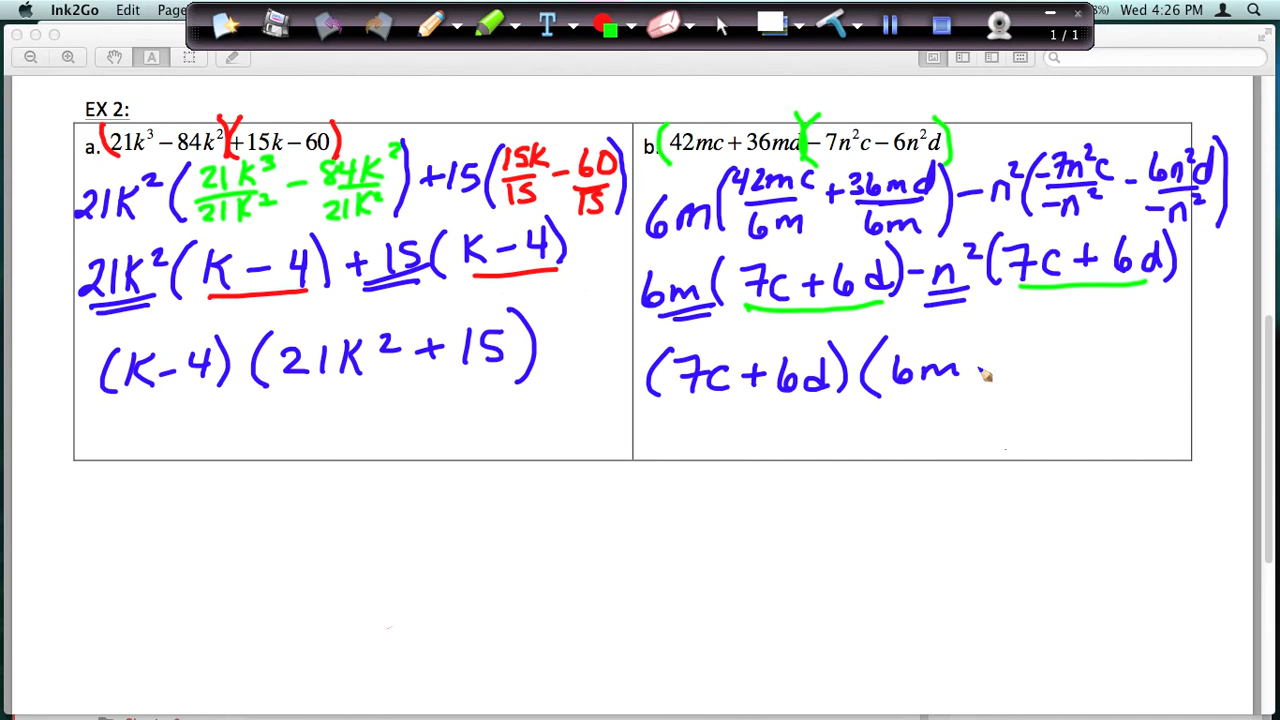 Ink2Go Edit Pages %) Wed 4:26 PM
1 / 1
EX 2:
a. (21k³ − 84k²)(+15k − 60)
21K² (21K³/21K² − 84K²/21K²) +15(15K/15 − 60/15)
21K² (K − 4) + 15(K − 4)
(K − 4) (21K² + 15)
b. (42mc + 36md)(− 7n²c − 6n²d)
6m(42mc/6m + 36md/6m) − n²(−7n²c/−n² − 6n²d/−n²)
6m(7c + 6d) − n²(7c + 6d)
(7c + 6d) (6m